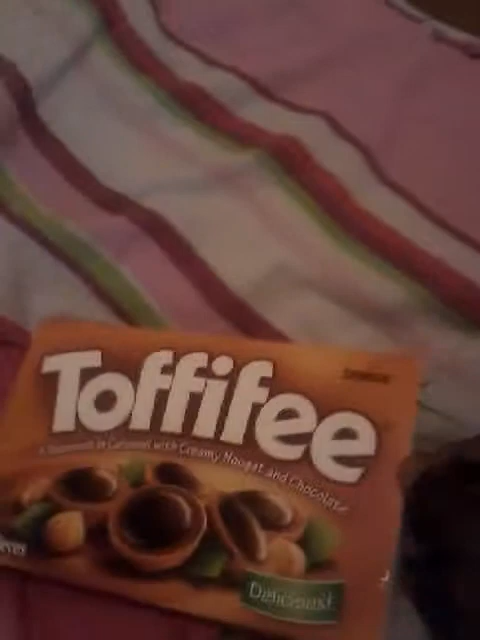 Toffifee
A Hazelnut in Caramel with Creamy Nougat and Chocolate
Delicious!